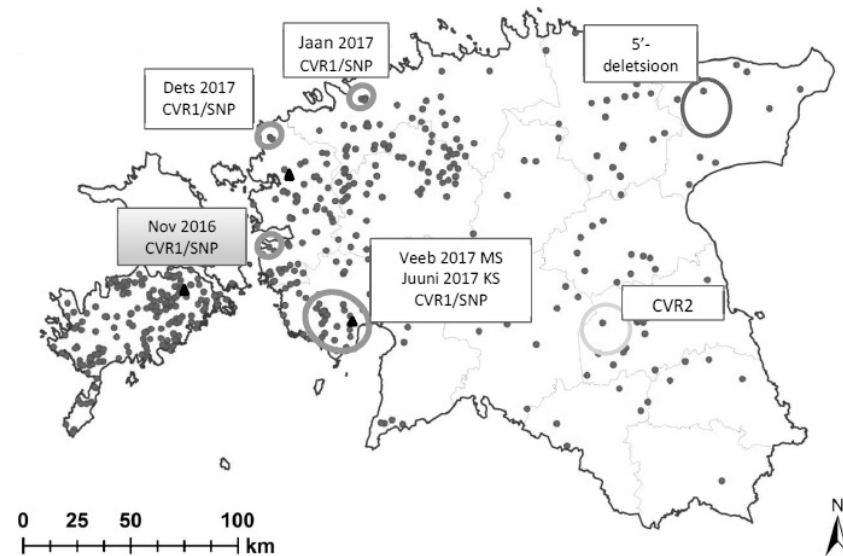 Jaan 2017
CVR1/SNP
5'-
deletsioon
Dets 2017
CVR1/SNP
Nov 2016
CVR1/SNP
Veeb 2017 MS
Juuni 2017 KS
CVR1/SNP
CVR2
0 25 50 100
km
N